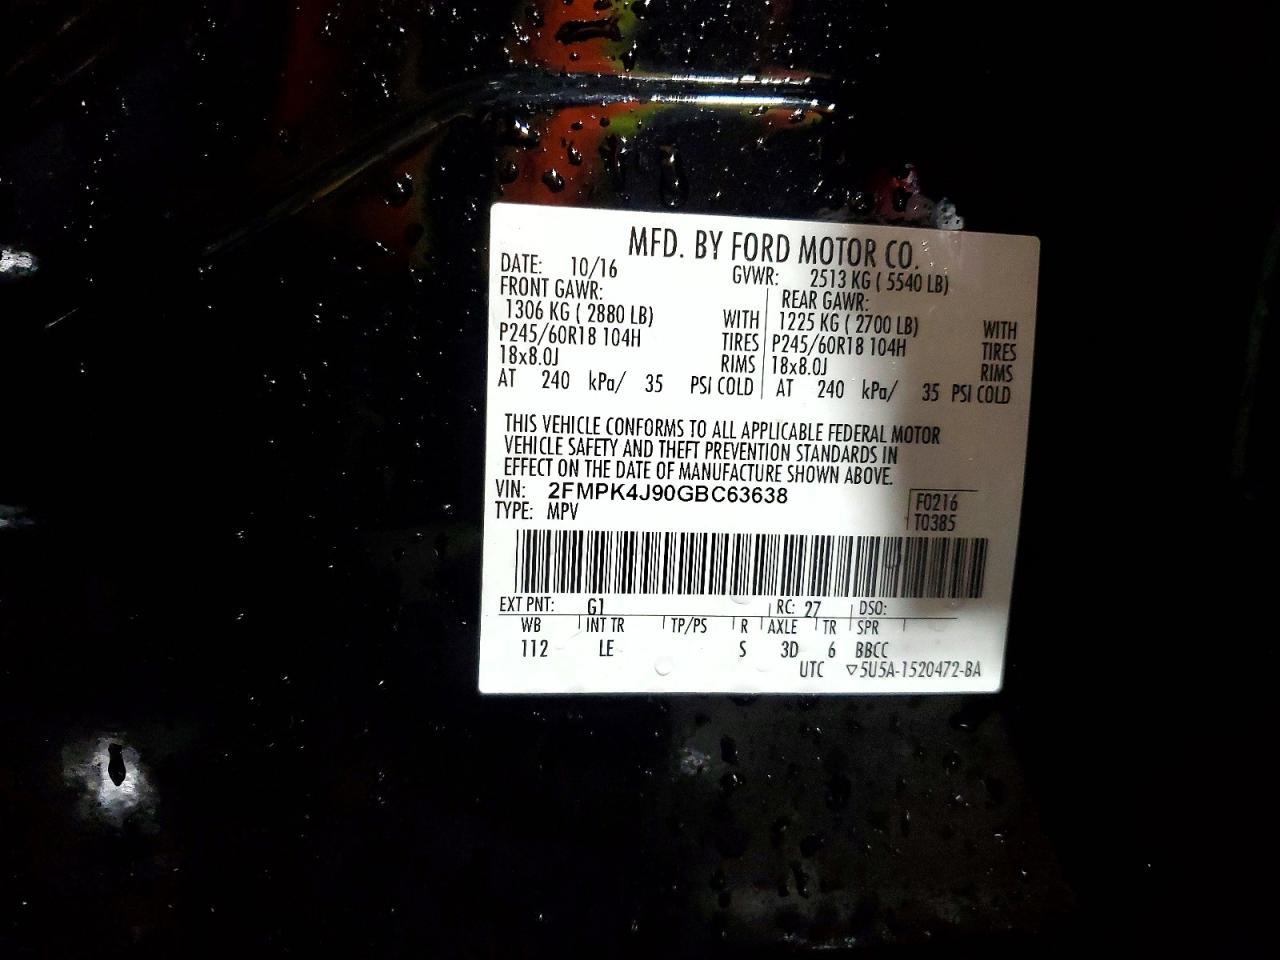 MFD. BY FORD MOTOR CO.
DATE: 10/16 GVWR: 2513 KG ( 5540 LB)
FRONT GAWR: REAR GAWR:
1306 KG ( 2880 LB) WITH 1225 KG ( 2700 LB) WITH
P245/60R18 104H TIRES P245/60R18 104H TIRES
18x8.0J RIMS 18x8.0J RIMS
AT 240 kPa/ 35 PSI COLD AT 240 kPa/ 35 PSI COLD
THIS VEHICLE CONFORMS TO ALL APPLICABLE FEDERAL MOTOR
VEHICLE SAFETY AND THEFT PREVENTION STANDARDS IN
EFFECT ON THE DATE OF MANUFACTURE SHOWN ABOVE.
VIN: 2FMPK4J90GBC63638 F0216
TYPE: MPV T0385
EXT PNT: G1 RC: 27 DSO:
WB INT TR TP/PS R AXLE TR SPR
112 LE S 3D 6 BBCC
UTC ▽5U5A-1520472-BA